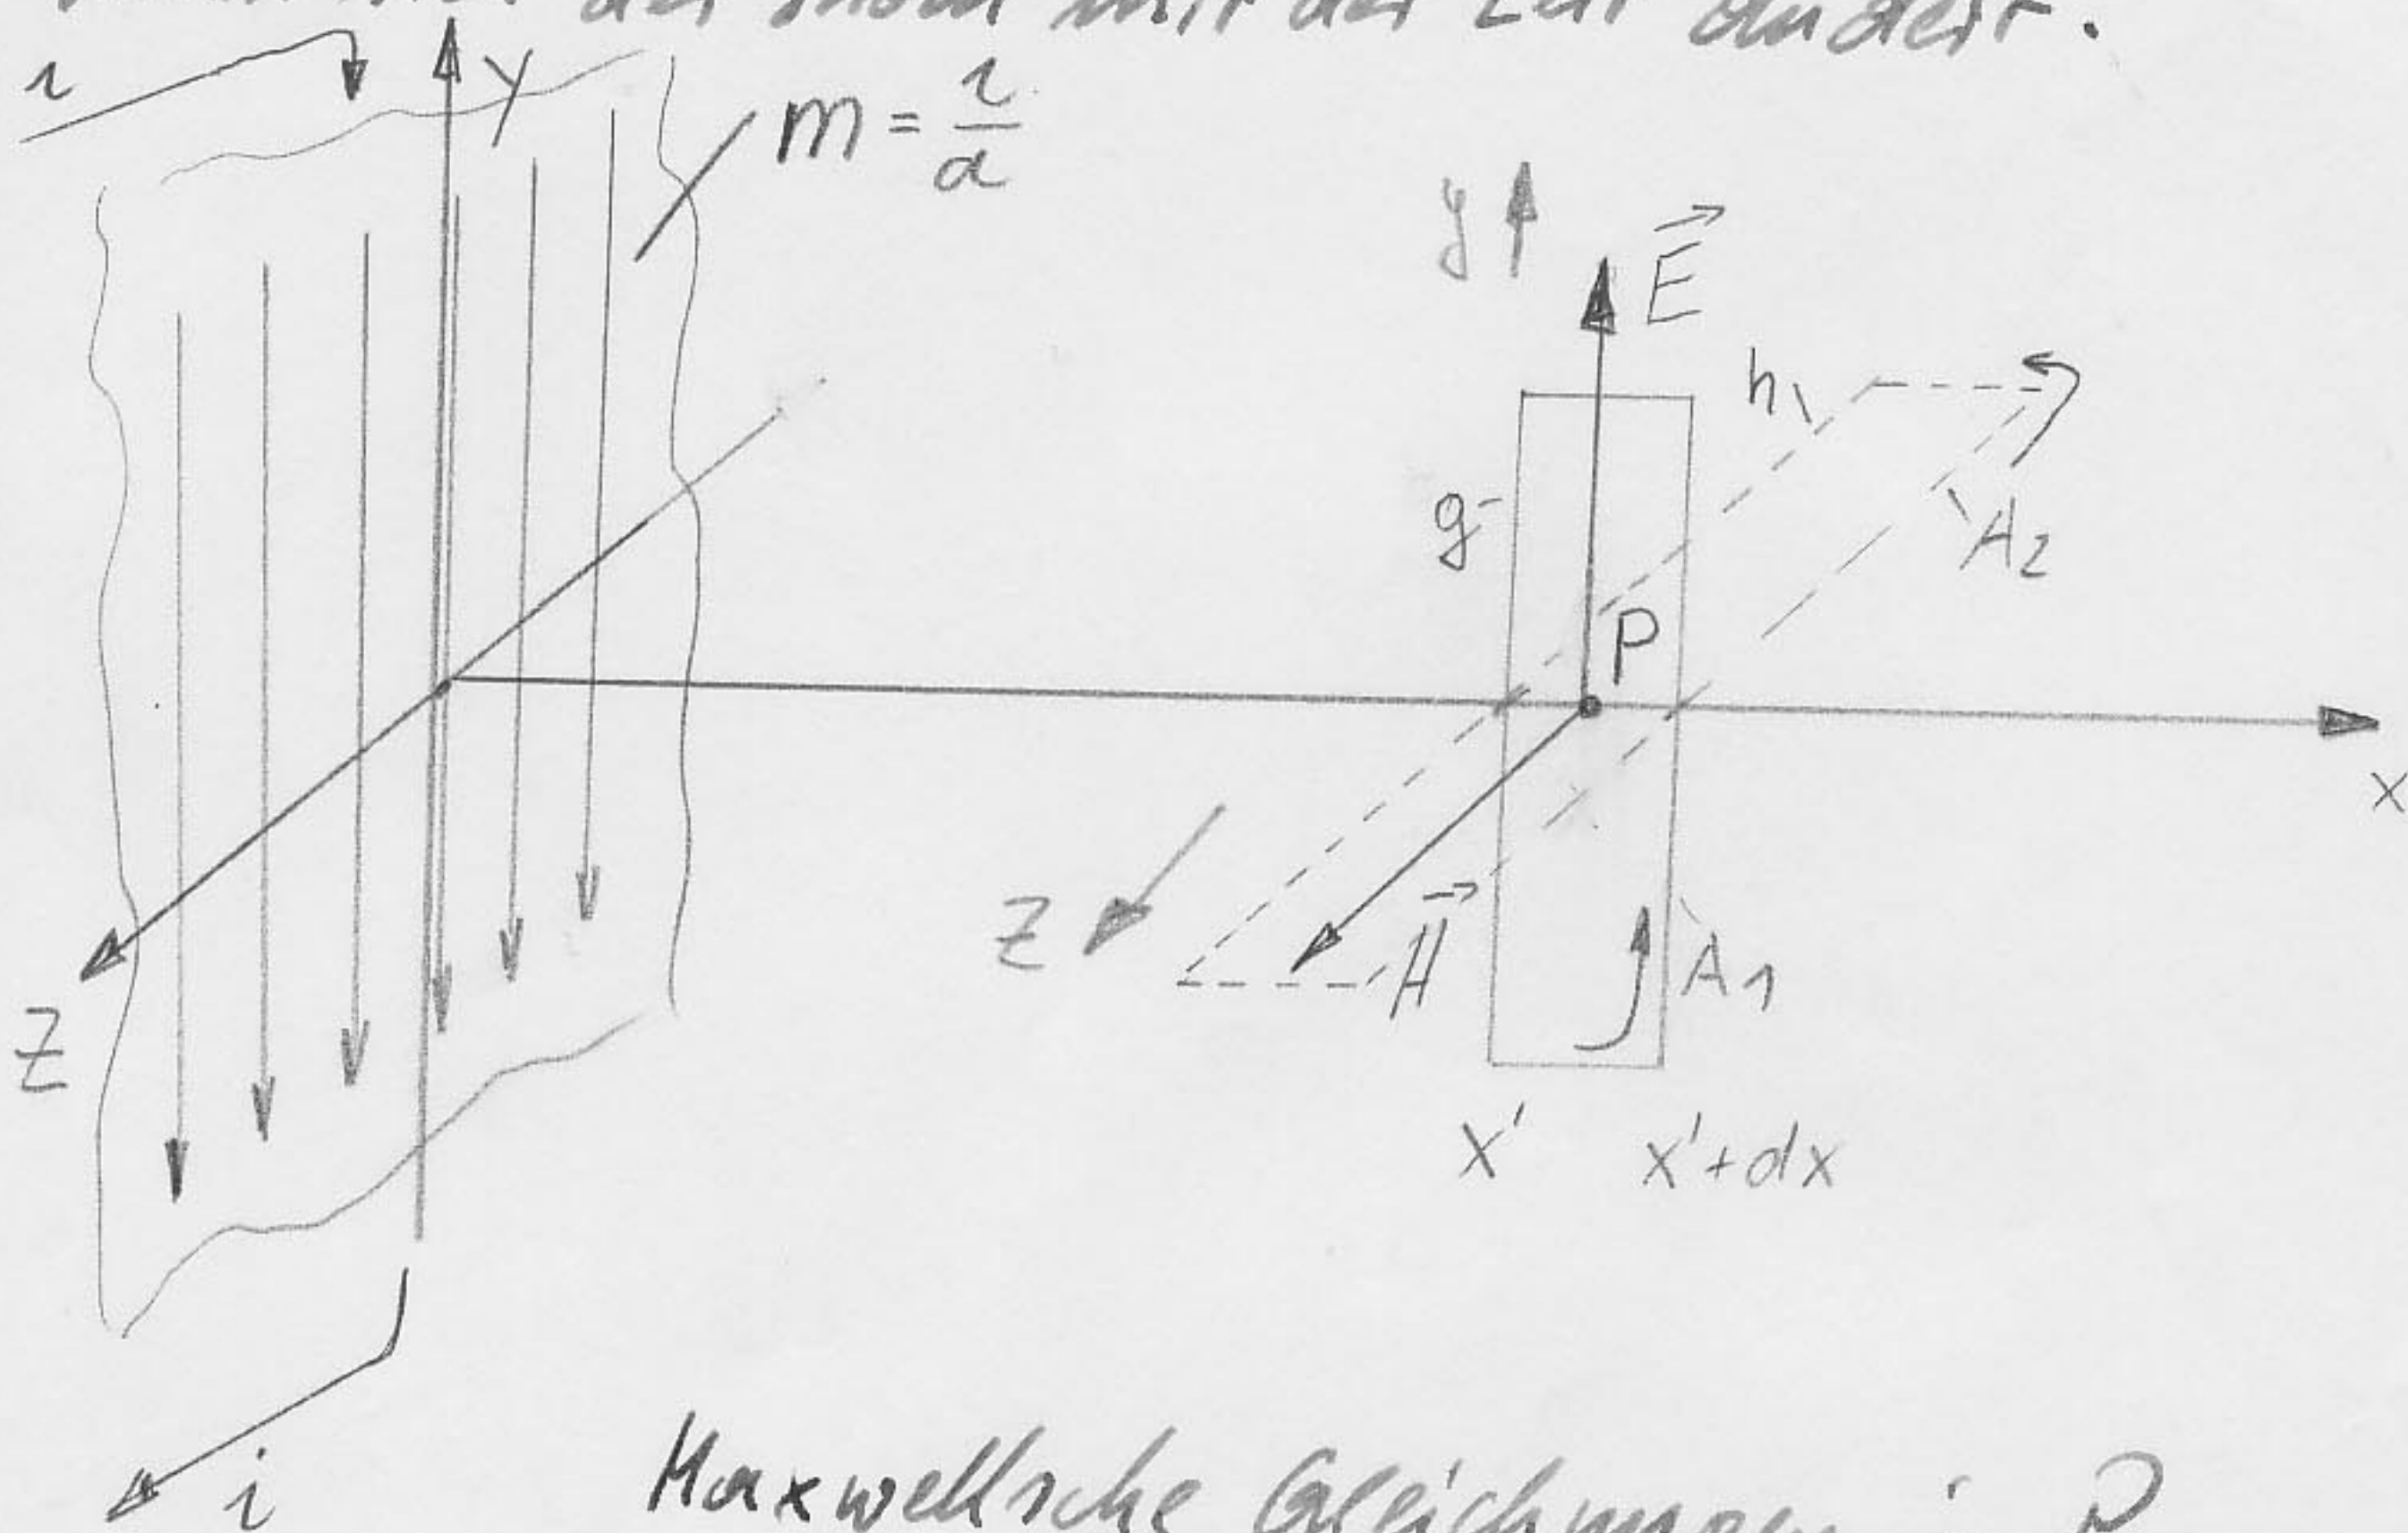 der Strom mit der Zeit ändert.
i
y
m = i/a
y
E⃗
h
g
A2
P
x
z
H⃗
A1
z
x' x'+dx
i
Maxwellsche Gleichungen i P